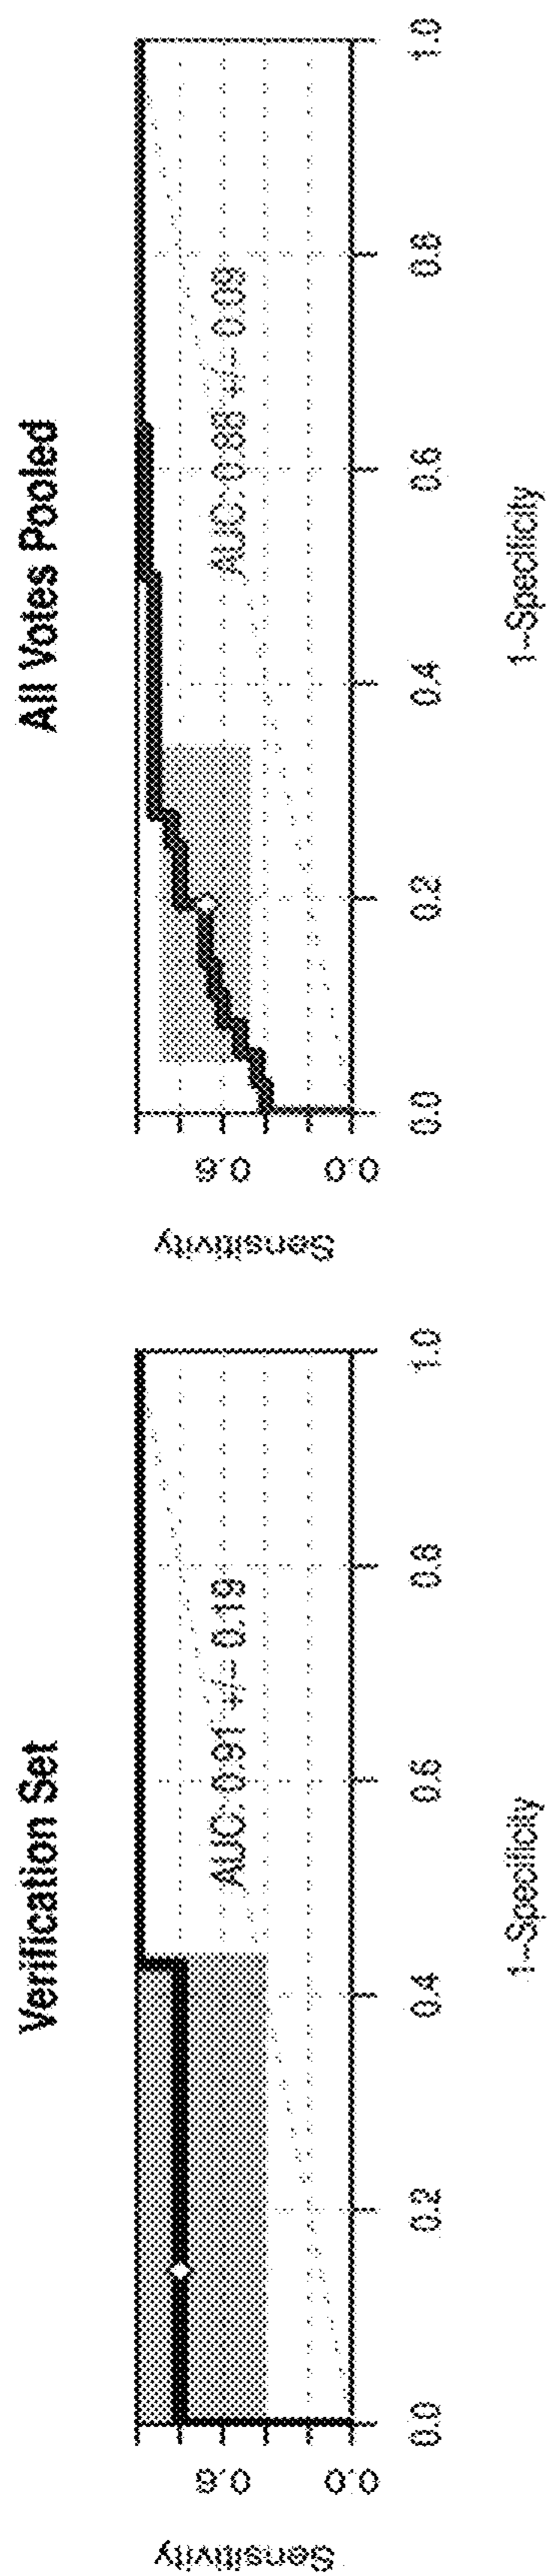 Verification Set
Sensitivity
0.6
0.0
AUC: 0.91 +/- 0.19
0.0 0.2 0.4 0.6 0.8 1.0
1-Specificity
All Votes Pooled
Sensitivity
0.6
0.0
AUC: 0.88 +/- 0.09
0.0 0.2 0.4 0.6 0.8 1.0
1-Specificity